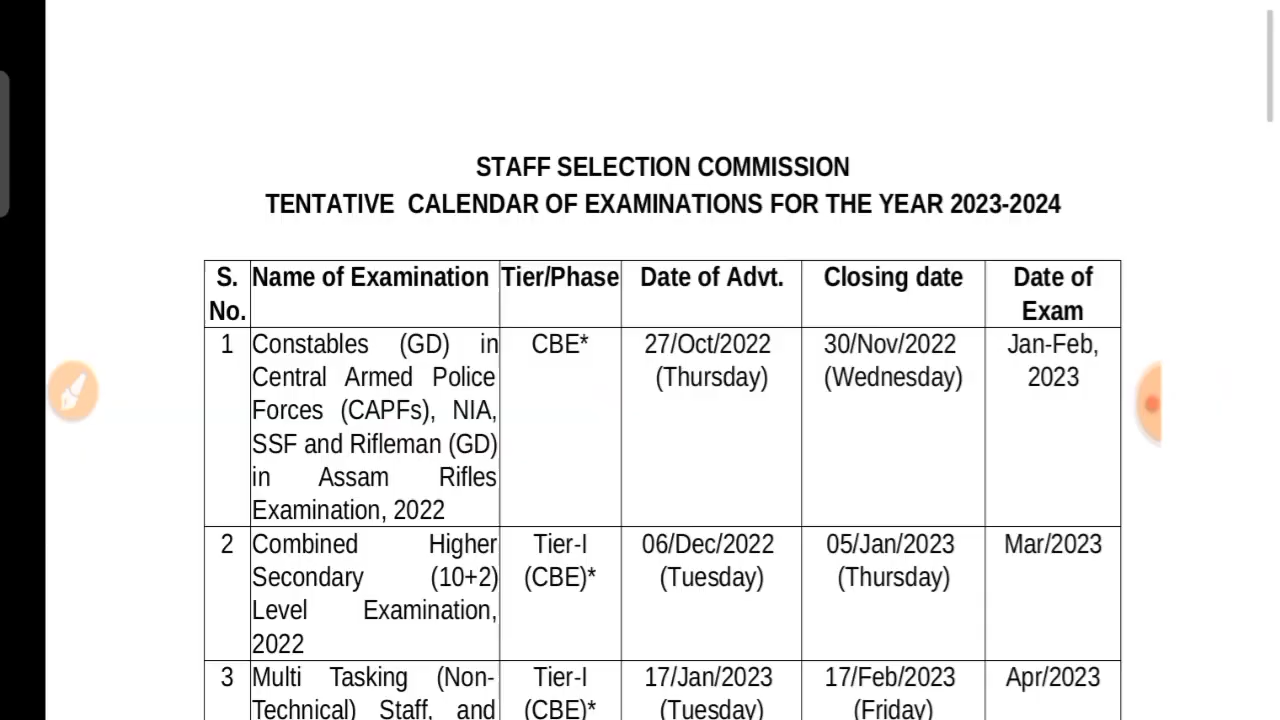 STAFF SELECTION COMMISSION
TENTATIVE CALENDAR OF EXAMINATIONS FOR THE YEAR 2023-2024
S. No. Name of Examination Tier/Phase Date of Advt. Closing date Date of Exam
1 Constables (GD) in CBE* 27/Oct/2022 30/Nov/2022 Jan-Feb,
Central Armed Police (Thursday) (Wednesday) 2023
Forces (CAPFs), NIA,
SSF and Rifleman (GD)
in Assam Rifles
Examination, 2022
2 Combined Higher Tier-I 06/Dec/2022 05/Jan/2023 Mar/2023
Secondary (10+2) (CBE)* (Tuesday) (Thursday)
Level Examination,
2022
3 Multi Tasking (Non- Tier-I 17/Jan/2023 17/Feb/2023 Apr/2023
Technical) Staff, and (CBE)* (Tuesday) (Friday)